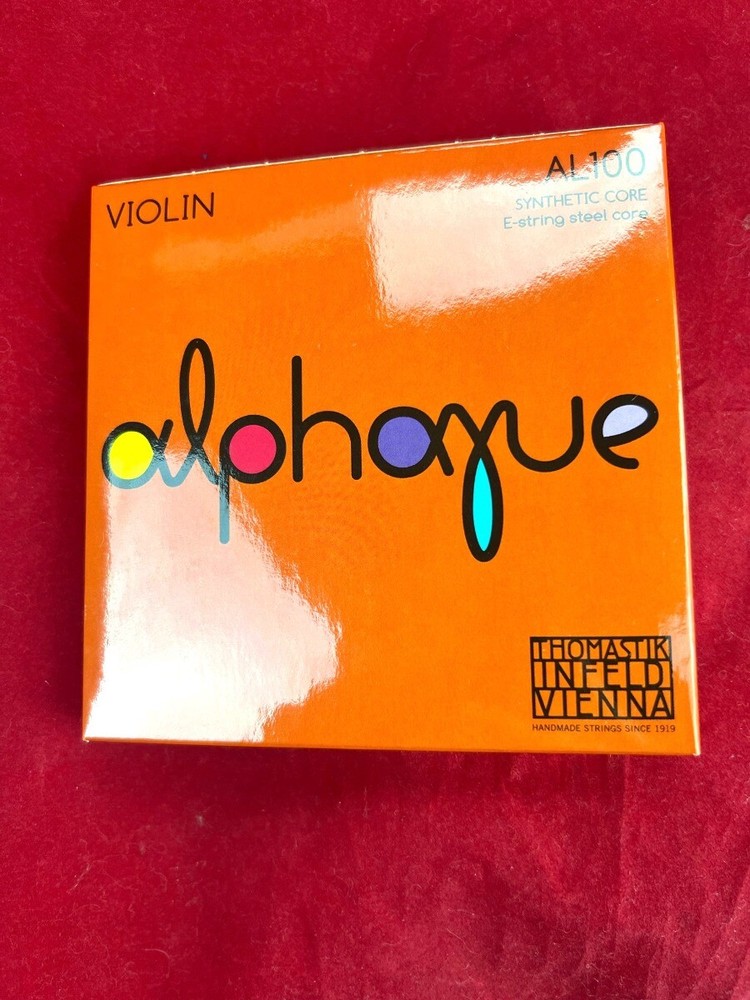 VIOLIN
AL100
SYNTHETIC CORE
E-string steel core
alphayue
THOMASTIK
INFELD
VIENNA
HANDMADE STRINGS SINCE 1919